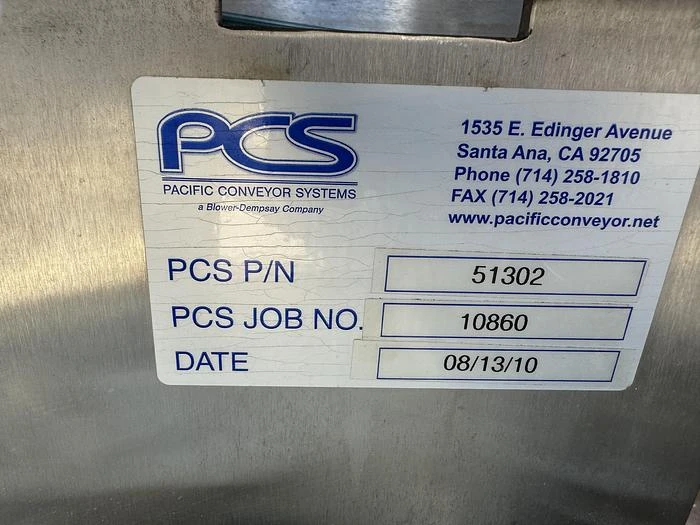 PCS
PACIFIC CONVEYOR SYSTEMS
a Blower-Dempsay Company
1535 E. Edinger Avenue
Santa Ana, CA 92705
Phone (714) 258-1810
FAX (714) 258-2021
www.pacificconveyor.net
PCS P/N 51302
PCS JOB NO. 10860
DATE 08/13/10